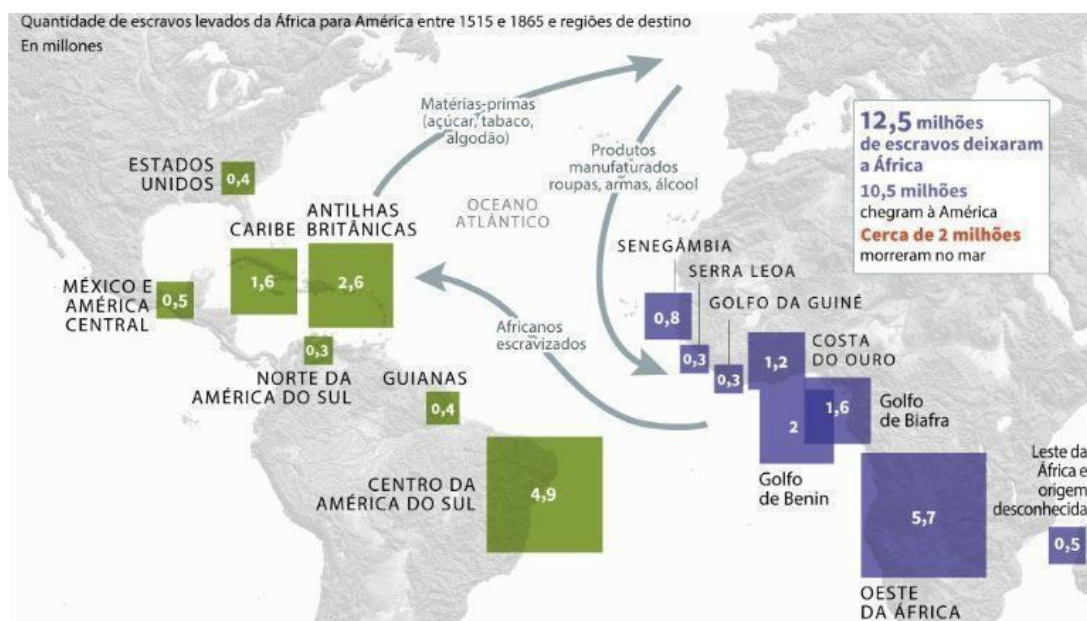 Quantidade de escravos levados da África para América entre 1515 e 1865 e regiões de destino
En millones
Matérias-primas
(açúcar, tabaco,
algodão)
Produtos
manufaturados
roupas, armas, álcool
12,5 milhões
de escravos deixaram
a África
10,5 milhões
chegram à América
Cerca de 2 milhões
morreram no mar
ESTADOS
UNIDOS
0,4
OCEANO
ATLÂNTICO
CARIBE
1,6
ANTILHAS
BRITÂNICAS
2,6
MÉXICO E
AMÉRICA
CENTRAL
0,5
0,3
NORTE DA
AMÉRICA DO SUL
GUIANAS
0,4
CENTRO DA
AMÉRICA DO SUL
4,9
Africanos
escravizados
SENEGÂMBIA
0,8
SERRA LEOA
0,3
GOLFO DA GUINÉ
0,3
COSTA
DO OURO
1,2
Golfo
de Biafra
1,6
2
Golfo
de Benin
5,7
OESTE
DA ÁFRICA
Leste da
África e
origem
desconhecida
0,5